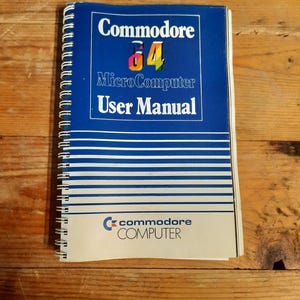 Commodore
64
MicroComputer
User Manual
commodore
COMPUTER